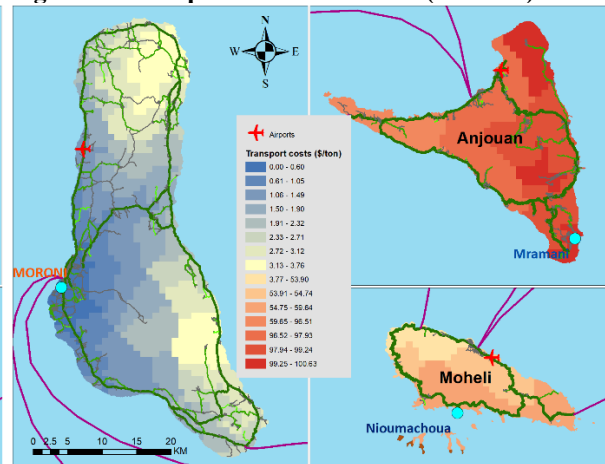 N
W E
S
Airports
Transport costs ($/ton)
0.00 - 0.60
0.61 - 1.05
1.06 - 1.49
1.50 - 1.90
1.91 - 2.32
2.33 - 2.71
2.72 - 3.12
3.13 - 3.76
3.77 - 53.90
53.91 - 54.74
54.75 - 59.64
59.65 - 96.51
96.52 - 97.93
97.94 - 99.24
99.25 - 100.63
MORONI
0 2.5 5 10 15 20
KM
Anjouan
Mramani
Moheli
Nioumachoua